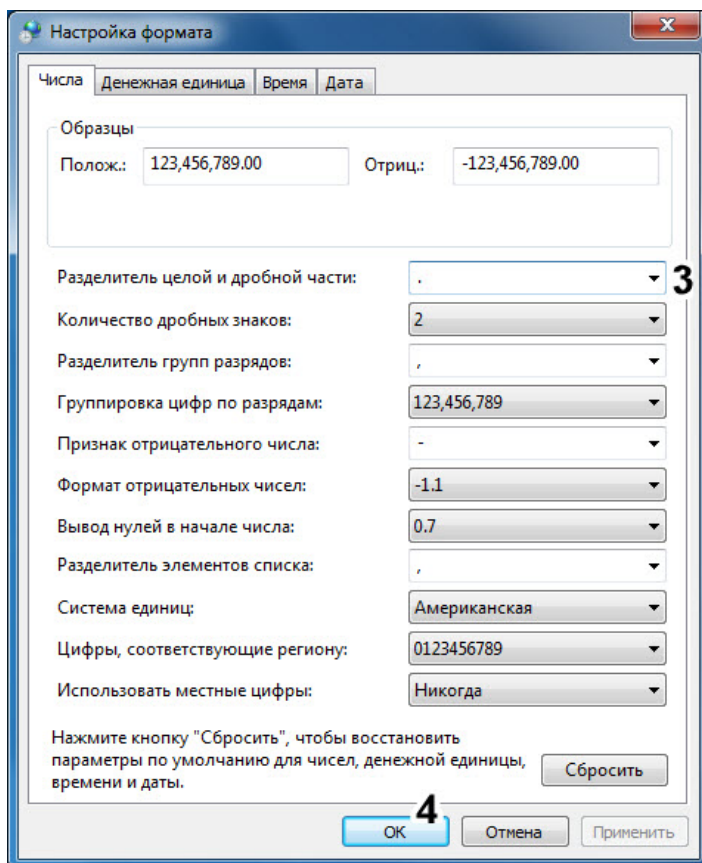 Настройка формата
Числа Денежная единица Время Дата
Образцы
Полож.: 123,456,789.00 Отриц.: -123,456,789.00
Разделитель целой и дробной части: . 3
Количество дробных знаков: 2
Разделитель групп разрядов: ,
Группировка цифр по разрядам: 123,456,789
Признак отрицательного числа: -
Формат отрицательных чисел: -1.1
Вывод нулей в начале числа: 0.7
Разделитель элементов списка: ,
Система единиц: Американская
Цифры, соответствующие региону: 0123456789
Использовать местные цифры: Никогда
Нажмите кнопку "Сбросить", чтобы восстановить
параметры по умолчанию для чисел, денежной единицы,
времени и даты.
Сбросить
4
ОК Отмена Применить